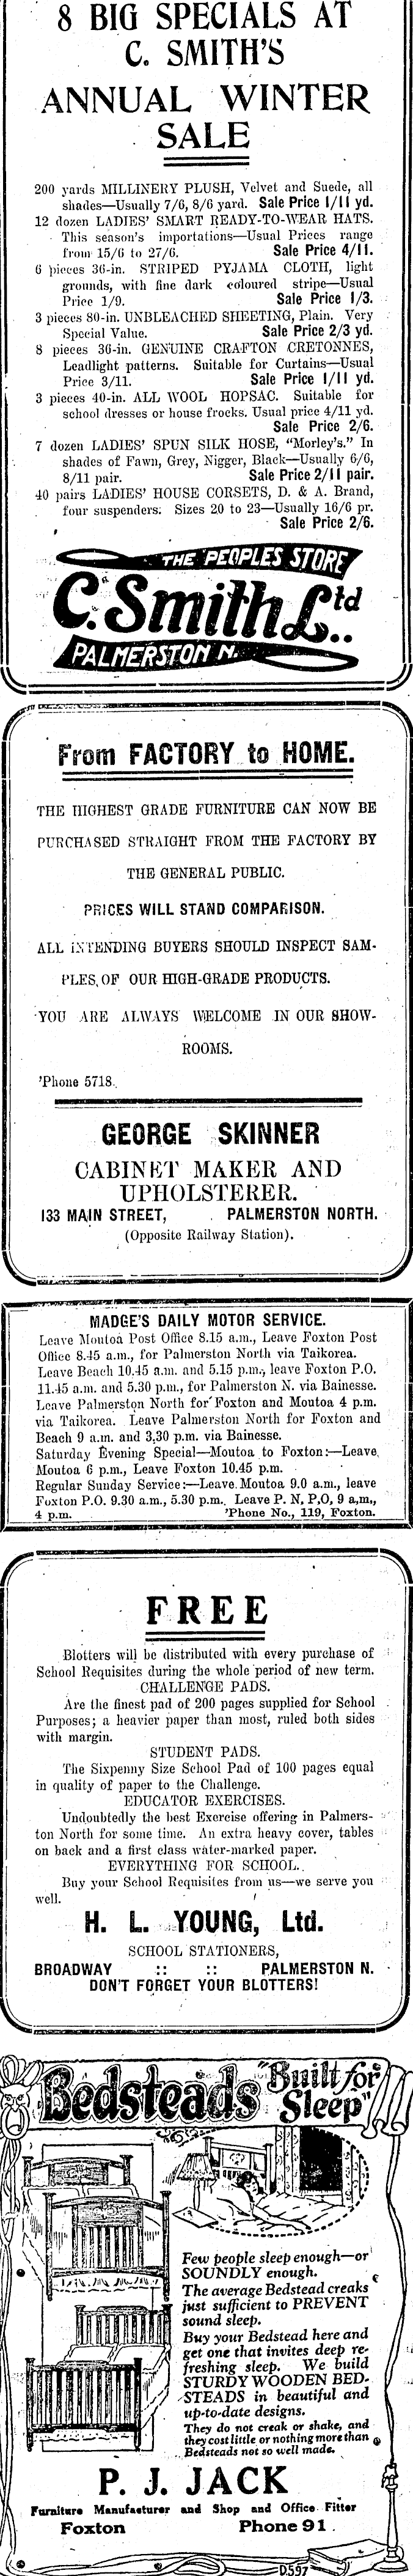 8 BIG SPECIALS AT
C. SMITH'S
ANNUAL WINTER
SALE
200 yards MILLINERY PLUSH, Velvet and Suede, all
shades—Usually 7/6, 8/6 yard. Sale Price 1/11 yd.
12 dozen LADIES' SMART READY-TO-WEAR HATS.
This season's importations—Usual Prices range
from 15/6 to 27/6. Sale Price 4/11.
6 pieces 36-in. STRIPED PYJAMA CLOTH, light
grounds, with fine dark coloured stripe—Usual
Price 1/9. Sale Price 1/3.
3 pieces 80-in. UNBLEACHED SHEETING, Plain. Very
Special Value. Sale Price 2/3 yd.
8 pieces 36-in. GENUINE CRAFTON CRETONNES,
Leadlight patterns. Suitable for Curtains—Usual
Price 3/11. Sale Price 1/11 yd.
3 pieces 40-in. ALL WOOL HOPSAC. Suitable for
school dresses or house frocks. Usual price 4/11 yd.
Sale Price 2/6.
7 dozen LADIES' SPUN SILK HOSE, "Morley's." In
shades of Fawn, Grey, Nigger, Black—Usually 6/6,
8/11 pair. Sale Price 2/11 pair.
40 pairs LADIES' HOUSE CORSETS, D. & A. Brand,
four suspenders. Sizes 20 to 23—Usually 16/6 pr.
Sale Price 2/6.
THE PEOPLES STORE
C. Smith Ltd..
PALMERSTON N.
From FACTORY to HOME.
THE HIGHEST GRADE FURNITURE CAN NOW BE
PURCHASED STRAIGHT FROM THE FACTORY BY
THE GENERAL PUBLIC.
PRICES WILL STAND COMPARISON.
ALL INTENDING BUYERS SHOULD INSPECT SAM-
PLES, OF OUR HIGH-GRADE PRODUCTS.
YOU ARE ALWAYS WELCOME IN OUR SHOW-
ROOMS.
'Phone 5718.
GEORGE SKINNER
CABINET MAKER AND
UPHOLSTERER.
133 MAIN STREET, PALMERSTON NORTH.
(Opposite Railway Station).
MADGE'S DAILY MOTOR SERVICE.
Leave Moutoa Post Office 8.15 a.m., Leave Foxton Post
Office 8.45 a.m., for Palmerston North via Taikorea.
Leave Beach 10.45 a.m. and 5.15 p.m., leave Foxton P.O.
11.45 a.m. and 5.30 p.m., for Palmerston N. via Bainesse.
Leave Palmerston North for Foxton and Moutoa 4 p.m.
via Taikorea. Leave Palmerston North for Foxton and
Beach 9 a.m. and 3,30 p.m. via Bainesse.
Saturday Evening Special—Moutoa to Foxton:—Leave
Moutoa 6 p.m., Leave Foxton 10.45 p.m.
Regular Sunday Service:—Leave Moutoa 9.0 a.m., leave
Foxton P.O. 9.30 a.m., 5.30 p.m. Leave P. N. P.O. 9 a.m.,
4 p.m. 'Phone No., 119, Foxton.
FREE
Blotters will be distributed with every purchase of
School Requisites during the whole period of new term.
CHALLENGE PADS.
Are the finest pad of 200 pages supplied for School
Purposes; a heavier paper than most, ruled both sides
with margin.
STUDENT PADS.
The Sixpenny Size School Pad of 100 pages equal
in quality of paper to the Challenge.
EDUCATOR EXERCISES.
Undoubtedly the best Exercise offering in Palmers-
ton North for some time. An extra heavy cover, tables
on back and a first class water-marked paper.
EVERYTHING FOR SCHOOL.
Buy your School Requisites from us—we serve you
well.
H. L. YOUNG, Ltd.
SCHOOL STATIONERS,
BROADWAY :: :: PALMERSTON N.
DON'T FORGET YOUR BLOTTERS!
Bedsteads "Built for
Sleep"
Few people sleep enough—or
SOUNDLY enough.
The average Bedstead creaks
just sufficient to PREVENT
sound sleep.
Buy your Bedstead here and
get one that invites deep re-
freshing sleep. We build
STURDY WOODEN BED-
STEADS in beautiful and
up-to-date designs.
They do not creak or shake, and
they cost little or nothing more than
Bedsteads not so well made.
P. J. JACK
Furniture Manufacturer and Shop and Office Fitter
Foxton Phone 91.
D597